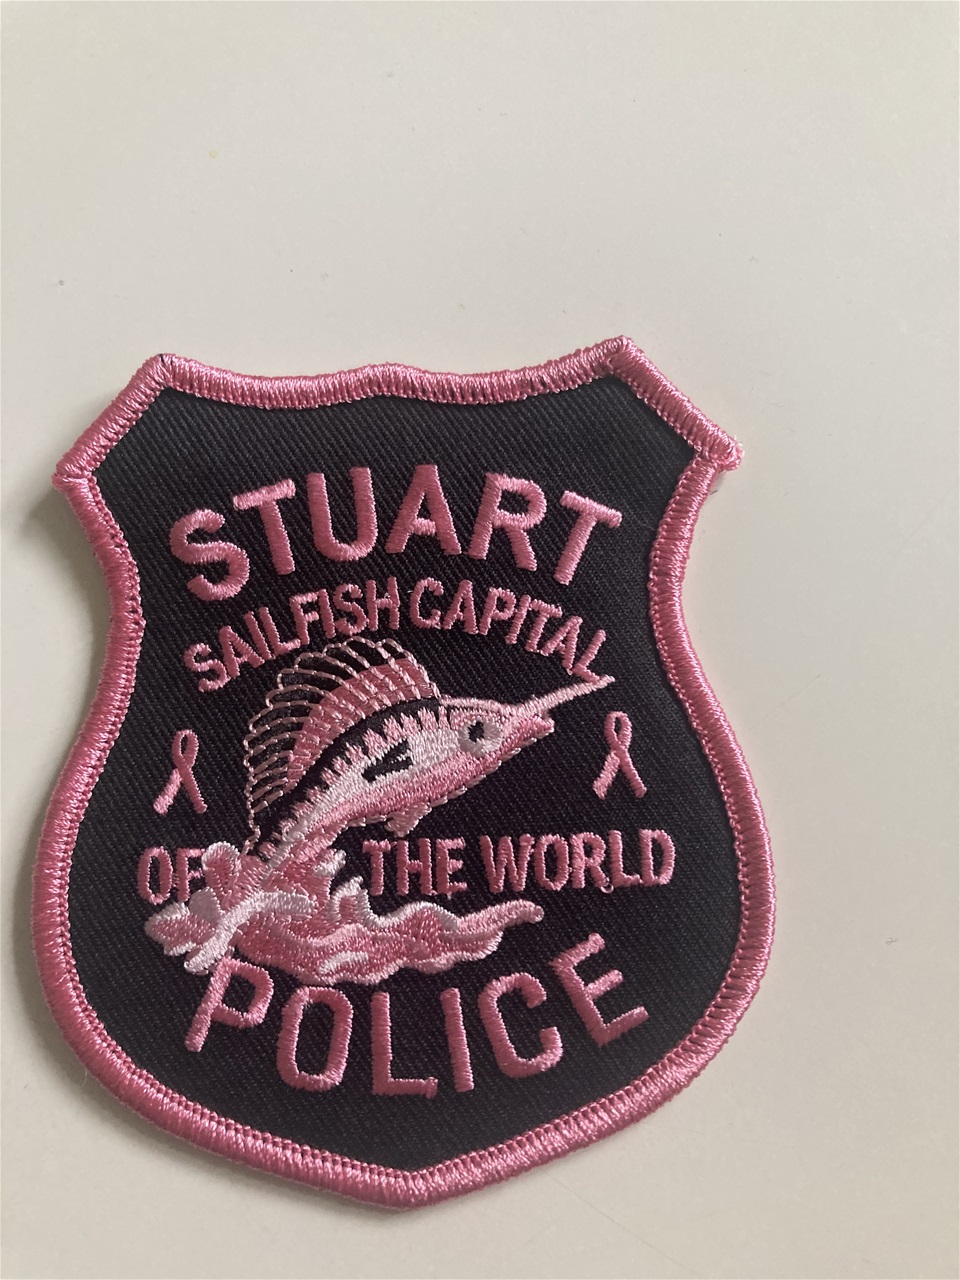 STUART
SAILFISH CAPITAL
OF THE WORLD
POLICE